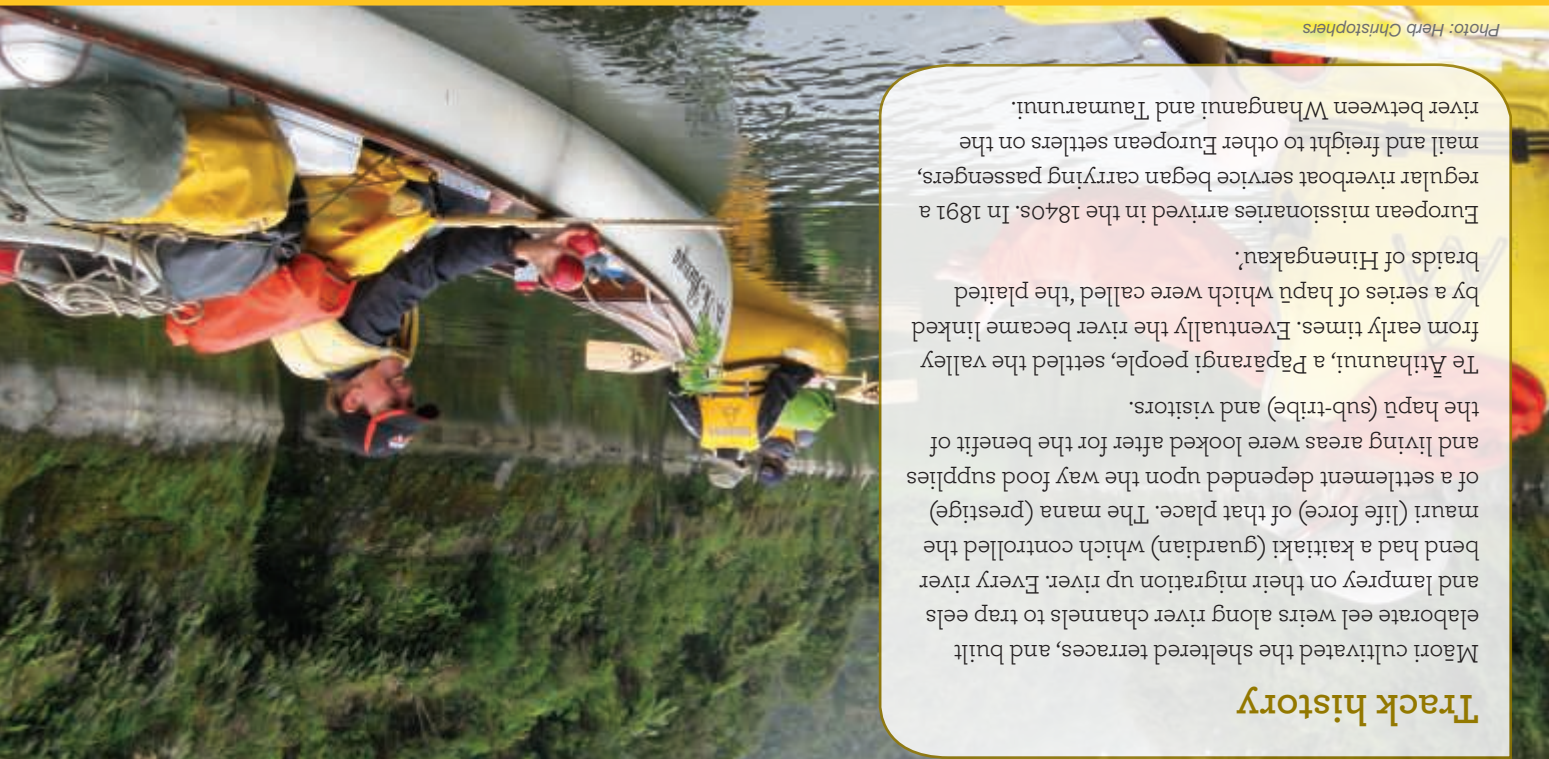 Track history
Māori cultivated the sheltered terraces, and built
elaborate eel weirs along river channels to trap eels
and lamprey on their migration up river. Every river
bend had a kaitiaki (guardian) which controlled the
mauri (life force) of that place. The mana (prestige)
of a settlement depended upon the way food supplies
and living areas were looked after for the benefit of
the hapū (sub-tribe) and visitors.
Te Ātihaunui, a Pāpārangi people, settled the valley
from early times. Eventually the river became linked
by a series of hapū which were called ‘the plaited
braids of Hinengakau’.
European missionaries arrived in the 1840s. In 1891 a
regular riverboat service began carrying passengers,
mail and freight to other European settlers on the
river between Whanganui and Taumarunui.
Photo: Herb Christophers